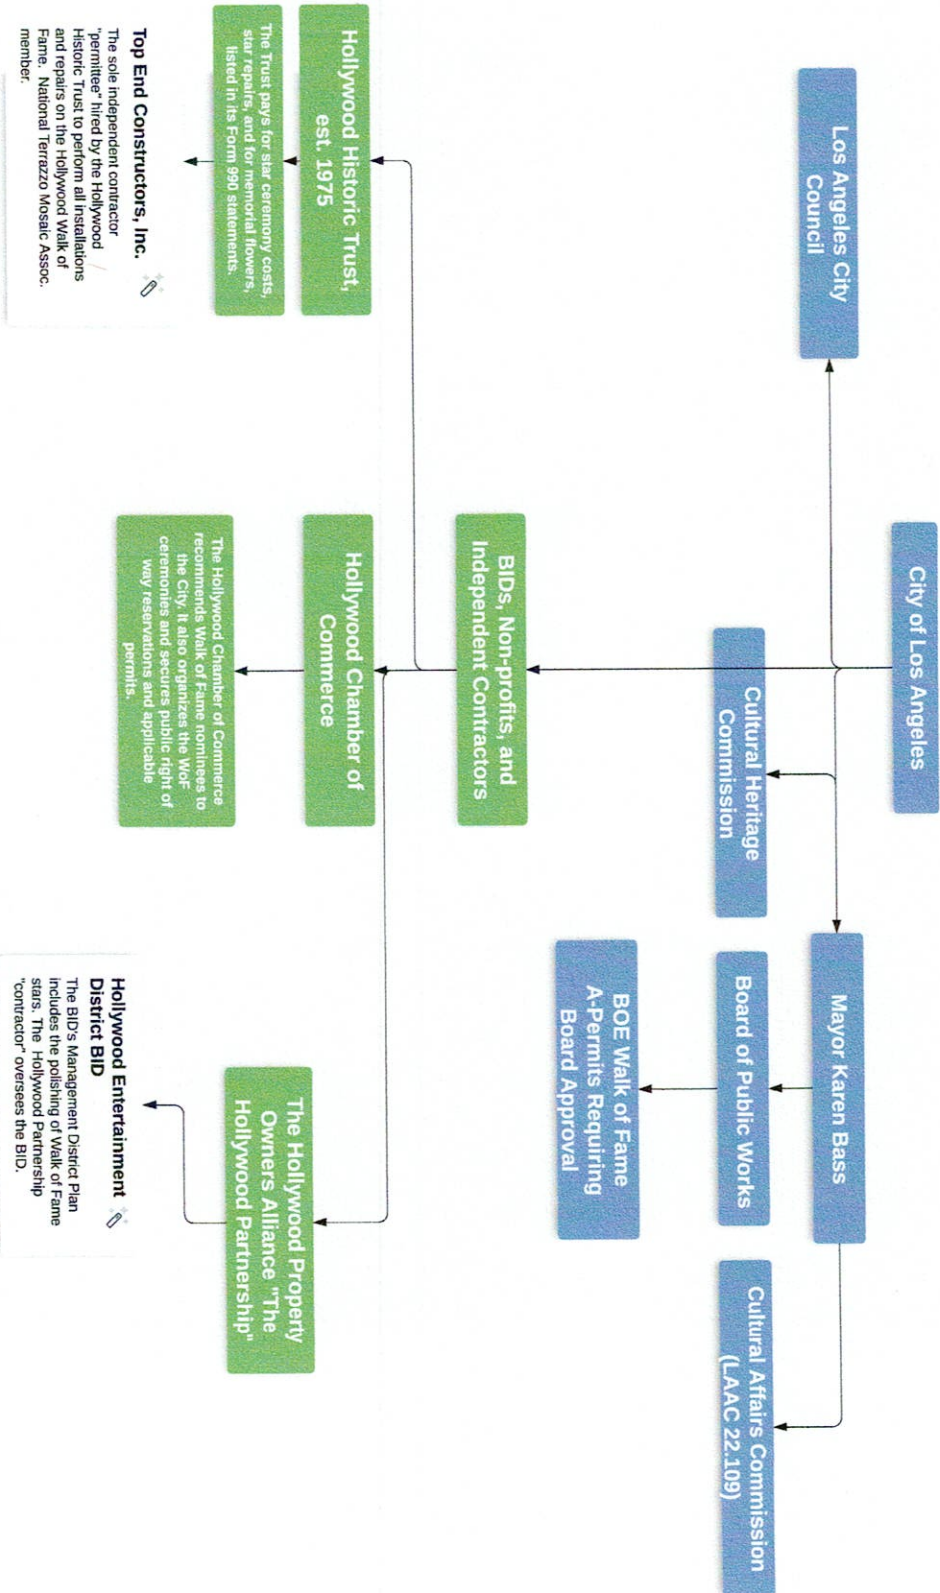 City of Los Angeles
Los Angeles City
Council
Mayor Karen Bass
Cultural Heritage
Commission
Board of Public Works
Cultural Affairs Commission
(LAAC 22.109)
BOE Walk of Fame
A-Permits Requiring
Board Approval
BIDs, Non-profits, and
Independent Contractors
Hollywood Historic Trust,
est. 1975
The Trust pays for star ceremony costs,
star repairs, and for memorial flowers,
listed in its Form 990 statements.
Top End Constructors, Inc.
The sole independent contractor
"permittee" hired by the Hollywood
Historic Trust to perform all installations
and repairs on the Hollywood Walk of
Fame. National Terrazzo Mosaic Assoc.
member.
Hollywood Chamber of
Commerce
The Hollywood Chamber of Commerce
recommends Walk of Fame nominees to
the City. It also organizes the WoF
ceremonies and secures public right of
way reservations and applicable
permits.
The Hollywood Property
Owners Alliance "The
Hollywood Partnership"
Hollywood Entertainment
District BID
The BID's Management District Plan
includes the polishing of Walk of Fame
stars. The Hollywood Partnership
"contractor" oversees the BID.